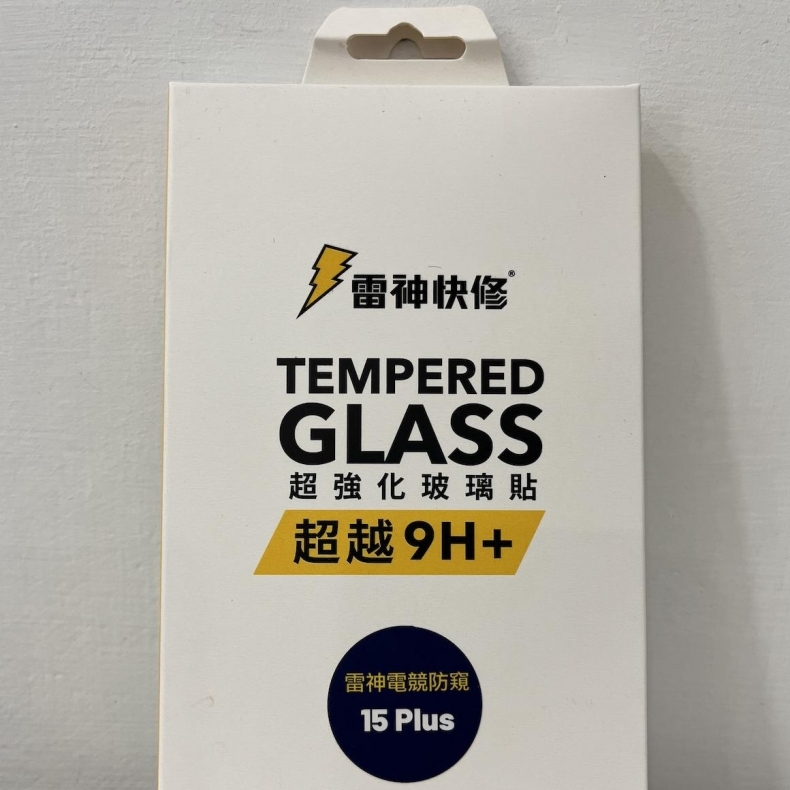 雷神快修®
TEMPERED
GLASS
超強化玻璃貼
超越 9H+
雷神電競防窺
15 Plus